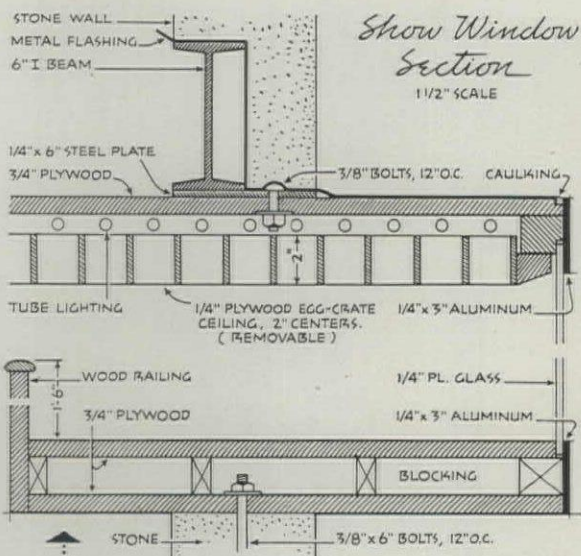 STONE WALL
METAL FLASHING
6" I BEAM
Show Window
Section
1 1/2" SCALE
1/4" x 6" STEEL PLATE
3/4" PLYWOOD
3/8" BOLTS, 12" O.C.
CAULKING
2"
TUBE LIGHTING
1/4" PLYWOOD EGG-CRATE
CEILING, 2" CENTERS.
( REMOVABLE )
1/4" x 3" ALUMINUM
WOOD RAILING
1'-6"
3/4" PLYWOOD
1/4" PL. GLASS
1/4" x 3" ALUMINUM
BLOCKING
STONE
3/8" x 6" BOLTS, 12" O.C.